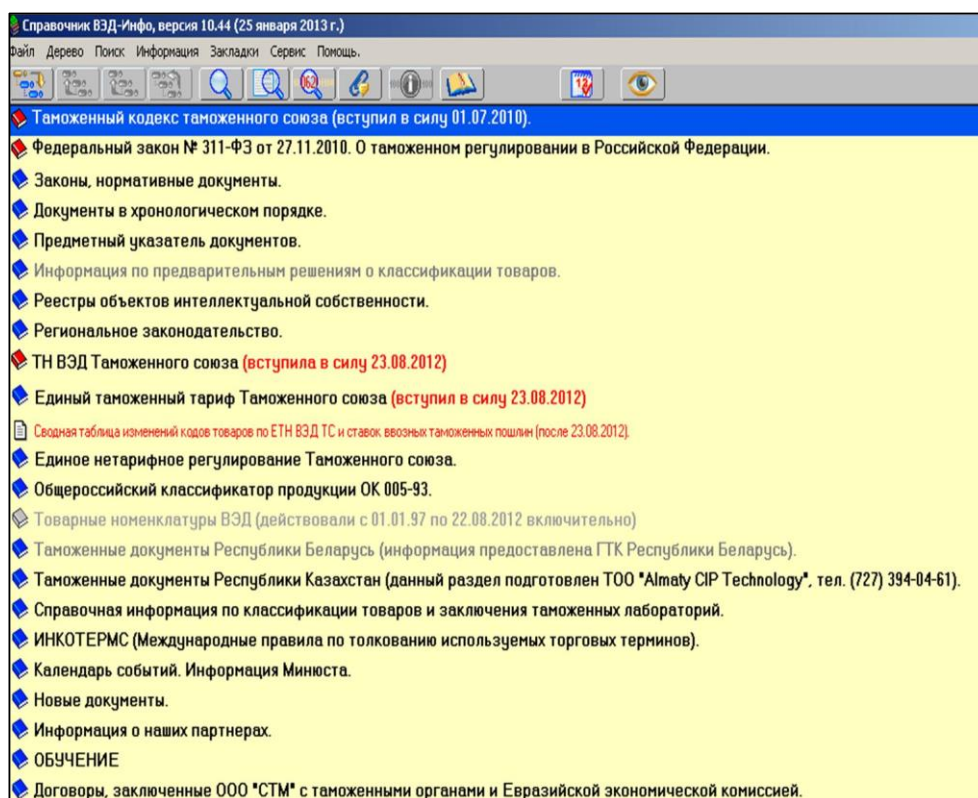 Справочник ВЭД-Инфо, версия 10.44 (25 января 2013 г.)
Файл Дерево Поиск Информация Закладки Сервис Помощь.
Таможенный кодекс таможенного союза (вступил в силу 01.07.2010).
Федеральный закон № 311-ФЗ от 27.11.2010. О таможенном регулировании в Российской Федерации.
Законы, нормативные документы.
Документы в хронологическом порядке.
Предметный указатель документов.
Информация по предварительным решениям о классификации товаров.
Реестры объектов интеллектуальной собственности.
Региональное законодательство.
ТН ВЭД Таможенного союза (вступила в силу 23.08.2012)
Единый таможенный тариф Таможенного союза (вступил в силу 23.08.2012)
Сводная таблица изменений кодов товаров по ЕТН ВЭД ТС и ставок ввозных таможенных пошлин (после 23.08.2012).
Единое нетарифное регулирование Таможенного союза.
Общероссийский классификатор продукции ОК 005-93.
Товарные номенклатуры ВЭД (действовали с 01.01.97 по 22.08.2012 включительно)
Таможенные документы Республики Беларусь (информация предоставлена ГТК Республики Беларусь).
Таможенные документы Республики Казахстан (данный раздел подготовлен ТОО "Almaty CIP Technology", тел. (727) 394-04-61).
Справочная информация по классификации товаров и заключения таможенных лабораторий.
ИНКОТЕРМС (Международные правила по толкованию используемых торговых терминов).
Календарь событий. Информация Минюста.
Новые документы.
Информация о наших партнерах.
ОБУЧЕНИЕ
Договоры, заключенные ООО "СТМ" с таможенными органами и Евразийской экономической комиссией.